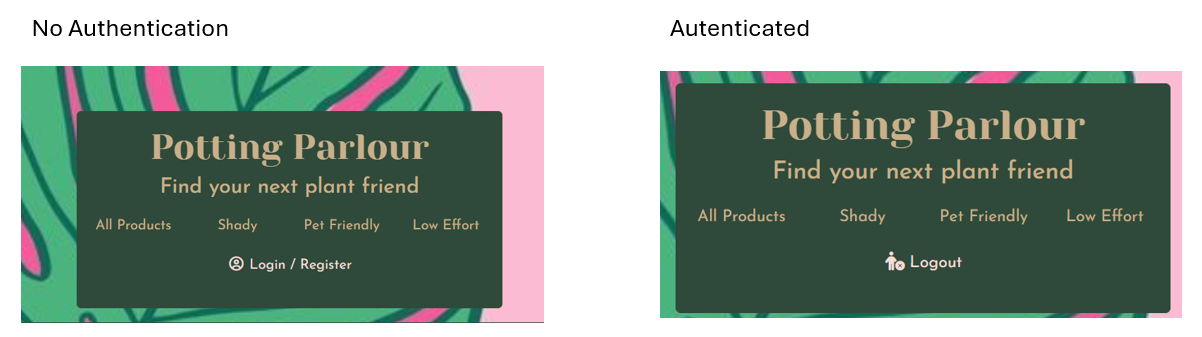 No Authentication
Potting Parlour
Find your next plant friend
All Products Shady Pet Friendly Low Effort
Login / Register
Autenticated
Potting Parlour
Find your next plant friend
All Products Shady Pet Friendly Low Effort
Logout